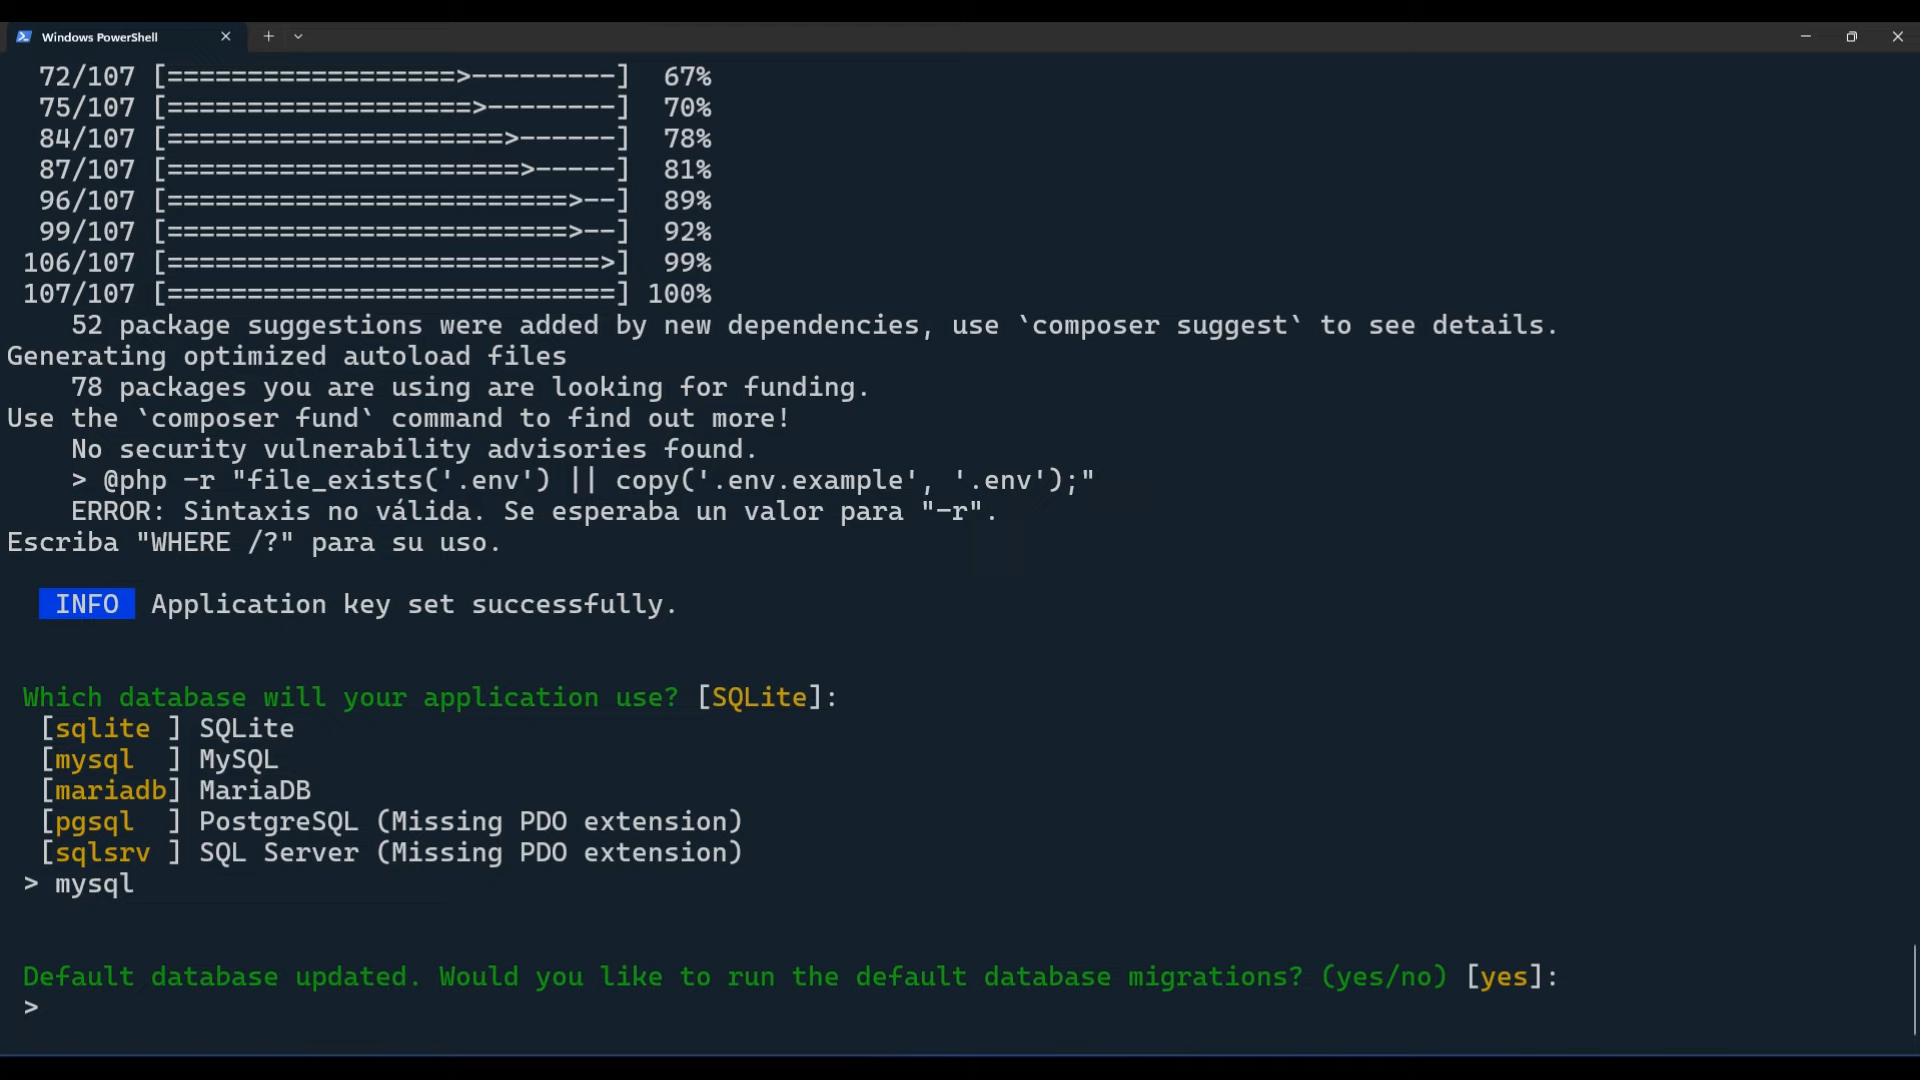 Windows PowerShell
72/107 [==================>---------]  67%
75/107 [===================>--------]  70%
84/107 [=====================>------]  78%
87/107 [======================>-----]  81%
96/107 [=========================>--]  89%
99/107 [=========================>--]  92%
106/107 [===========================>]  99%
107/107 [============================] 100%
52 package suggestions were added by new dependencies, use `composer suggest` to see details.
Generating optimized autoload files
78 packages you are using are looking for funding.
Use the `composer fund` command to find out more!
No security vulnerability advisories found.
> @php -r "file_exists('.env') || copy('.env.example', '.env');"
ERROR: Sintaxis no válida. Se esperaba un valor para "-r".
Escriba "WHERE /?" para su uso.
INFO Application key set successfully.
Which database will your application use? [SQLite]:
[sqlite ] SQLite
[mysql  ] MySQL
[mariadb] MariaDB
[pgsql  ] PostgreSQL (Missing PDO extension)
[sqlsrv ] SQL Server (Missing PDO extension)
> mysql
Default database updated. Would you like to run the default database migrations? (yes/no) [yes]:
>